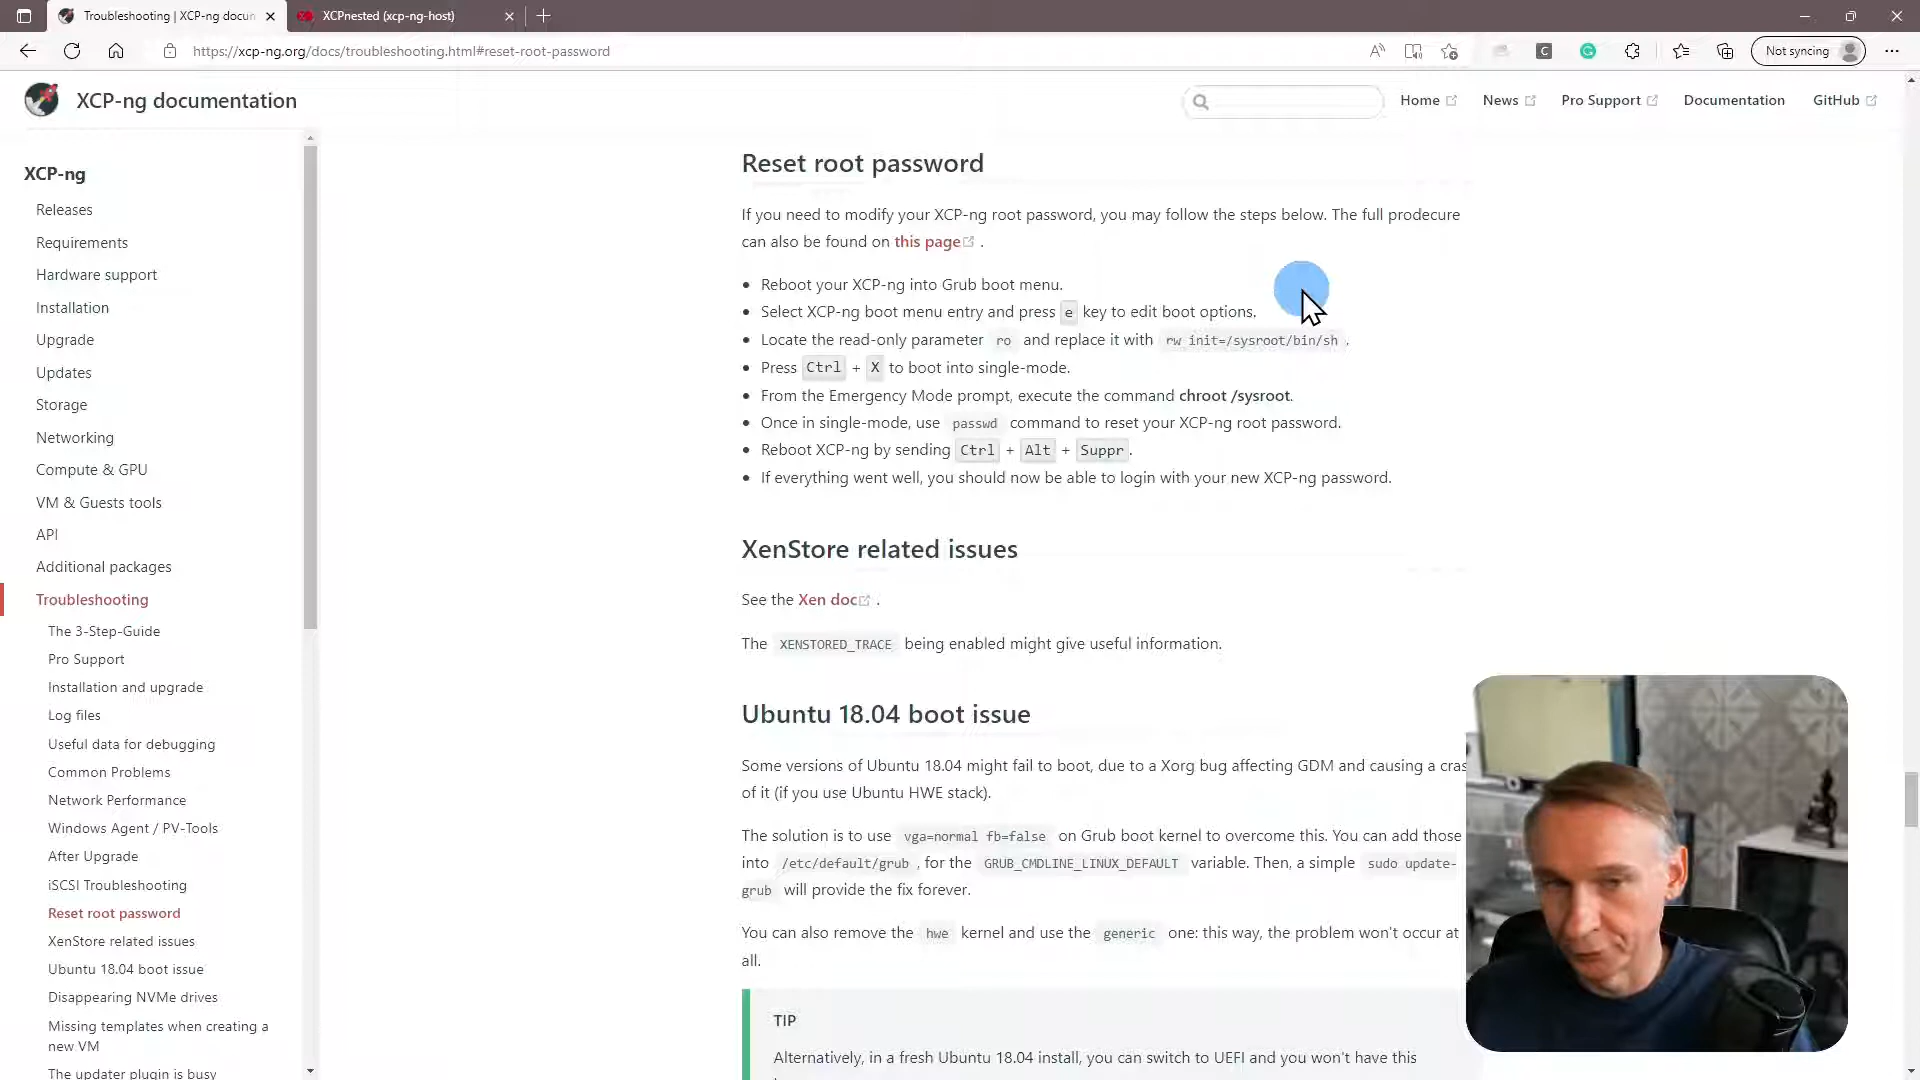 Troubleshooting | XCP-ng docun
XCPnested (xcp-ng-host)
https://xcp-ng.org/docs/troubleshooting.html#reset-root-password
Not syncing
XCP-ng documentation
Home
News
Pro Support
Documentation
GitHub
XCP-ng
Releases
Requirements
Hardware support
Installation
Upgrade
Updates
Storage
Networking
Compute & GPU
VM & Guests tools
API
Additional packages
Troubleshooting
The 3-Step-Guide
Pro Support
Installation and upgrade
Log files
Useful data for debugging
Common Problems
Network Performance
Windows Agent / PV-Tools
After Upgrade
iSCSI Troubleshooting
Reset root password
XenStore related issues
Ubuntu 18.04 boot issue
Disappearing NVMe drives
Missing templates when creating a
new VM
The updater plugin is busy
Reset root password
If you need to modify your XCP-ng root password, you may follow the steps below. The full prodecure
can also be found on this page .
Reboot your XCP-ng into Grub boot menu.
Select XCP-ng boot menu entry and press e key to edit boot options.
Locate the read-only parameter ro and replace it with rw init=/sysroot/bin/sh .
Press Ctrl + X to boot into single-mode.
From the Emergency Mode prompt, execute the command chroot /sysroot.
Once in single-mode, use passwd command to reset your XCP-ng root password.
Reboot XCP-ng by sending Ctrl + Alt + Suppr.
If everything went well, you should now be able to login with your new XCP-ng password.
XenStore related issues
See the Xen doc .
The XENSTORED_TRACE being enabled might give useful information.
Ubuntu 18.04 boot issue
Some versions of Ubuntu 18.04 might fail to boot, due to a Xorg bug affecting GDM and causing a cras
of it (if you use Ubuntu HWE stack).
The solution is to use vga=normal fb=false on Grub boot kernel to overcome this. You can add those
into /etc/default/grub , for the GRUB_CMDLINE_LINUX_DEFAULT variable. Then, a simple sudo update-
grub will provide the fix forever.
You can also remove the hwe kernel and use the generic one: this way, the problem won't occur at
all.
TIP
Alternatively, in a fresh Ubuntu 18.04 install, you can switch to UEFI and you won't have this